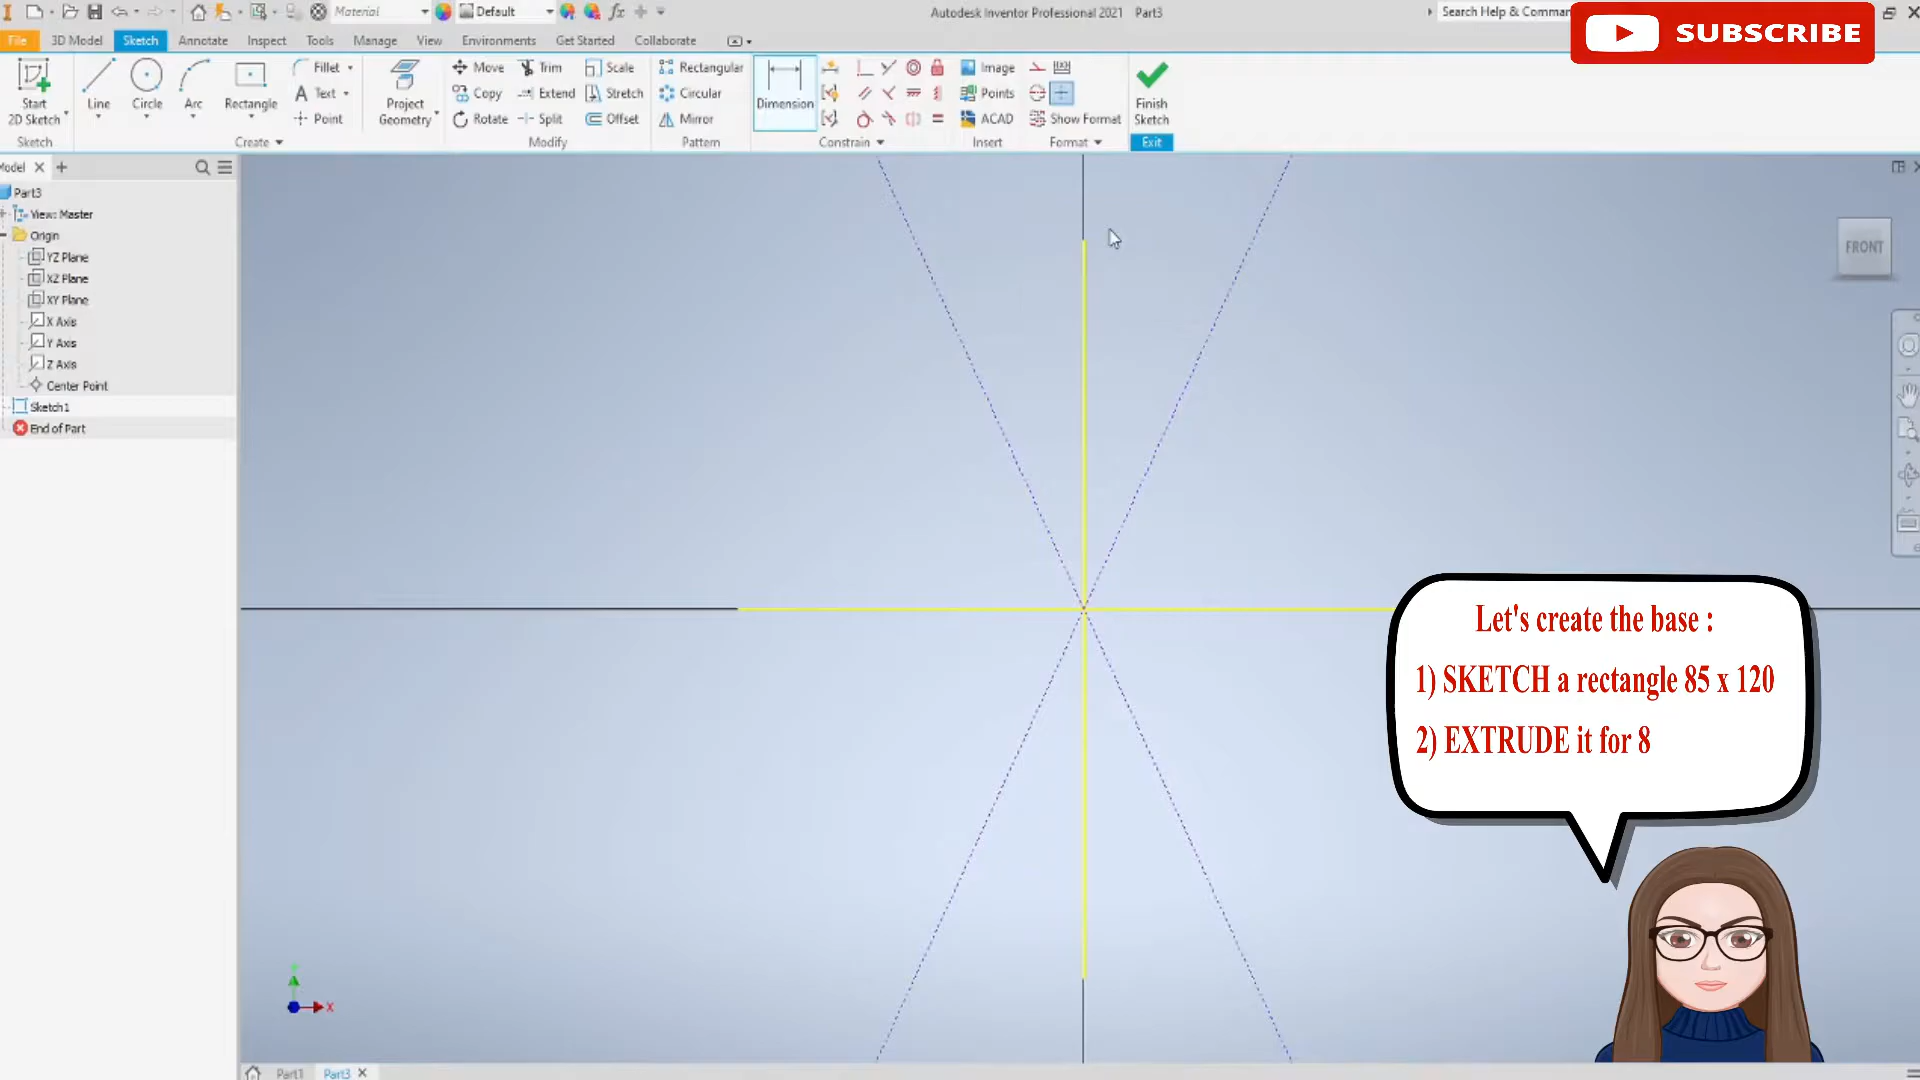 Material
Default
fx
Autodesk Inventor Professional 2021 Part3
Search Help & Comman
SUBSCRIBE
File 3D Model Sketch Annotate Inspect Tools Manage View Environments Get Started Collaborate
Start
2D Sketch
Line
Circle
Arc
Rectangle
Fillet
Text
Point
Project
Geometry
Move
Copy
Rotate
Trim
Extend
Split
Scale
Stretch
Offset
Rectangular
Circular
Mirror
Dimension
Image
Points
ACAD
Show Format
Finish
Sketch
Sketch Create Modify Pattern Constrain Insert Format Exit
Model
Part3
View: Master
Origin
YZ Plane
XZ Plane
XY Plane
X Axis
Y Axis
Z Axis
Center Point
Sketch1
End of Part
FRONT
Let's create the base :
1) SKETCH a rectangle 85 x 120
2) EXTRUDE it for 8
X
Part1 Part3